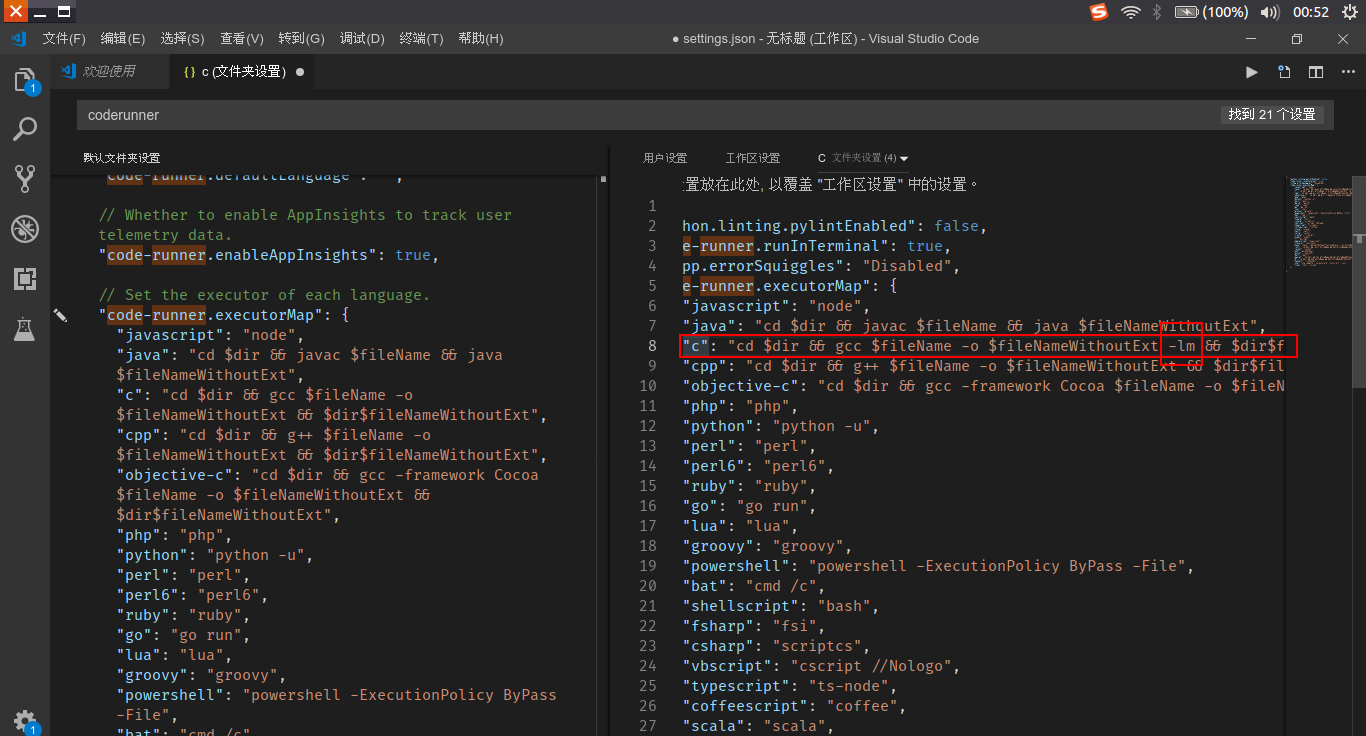 (100%) 00:52
文件(F) 编辑(E) 选择(S) 查看(V) 转到(G) 调试(D) 终端(T) 帮助(H) ● settings.json - 无标题 (工作区) - Visual Studio Code
1
欢迎使用 {} c (文件夹设置) ●
coderunner 找到 21 个设置
默认文件夹设置
code-runner.defaultLanguage
// Whether to enable AppInsights to track user
telemetry data.
"code-runner.enableAppInsights": true,
// Set the executor of each language.
"code-runner.executorMap": {
"javascript": "node",
"java": "cd $dir && javac $fileName && java
$fileNameWithoutExt",
"c": "cd $dir && gcc $fileName -o
$fileNameWithoutExt && $dir$fileNameWithoutExt",
"cpp": "cd $dir && g++ $fileName -o
$fileNameWithoutExt && $dir$fileNameWithoutExt",
"objective-c": "cd $dir && gcc -framework Cocoa
$fileName -o $fileNameWithoutExt &&
$dir$fileNameWithoutExt",
"php": "php",
"python": "python -u",
"perl": "perl",
"perl6": "perl6",
"ruby": "ruby",
"go": "go run",
"lua": "lua",
"groovy": "groovy",
"powershell": "powershell -ExecutionPolicy ByPass
-File",
"bat": "cmd /c"
用户设置 工作区设置 C 文件夹设置 (4)
置放在此处, 以覆盖 "工作区设置" 中的设置。
1
2 hon.linting.pylintEnabled": false,
3 e-runner.runInTerminal": true,
4 pp.errorSquiggles": "Disabled",
5 e-runner.executorMap": {
6 "javascript": "node",
7 "java": "cd $dir && javac $fileName && java $fileNameWithoutExt",
8 "c": "cd $dir && gcc $fileName -o $fileNameWithoutExt -lm && $dir$f
9 "cpp": "cd $dir && g++ $fileName -o $fileNameWithoutExt && $dir$fil
10 "objective-c": "cd $dir && gcc -framework Cocoa $fileName -o $fileN
11 "php": "php",
12 "python": "python -u",
13 "perl": "perl",
14 "perl6": "perl6",
15 "ruby": "ruby",
16 "go": "go run",
17 "lua": "lua",
18 "groovy": "groovy",
19 "powershell": "powershell -ExecutionPolicy ByPass -File",
20 "bat": "cmd /c",
21 "shellscript": "bash",
22 "fsharp": "fsi",
23 "csharp": "scriptcs",
24 "vbscript": "cscript //Nologo",
25 "typescript": "ts-node",
26 "coffeescript": "coffee",
27 "scala": "scala",
1